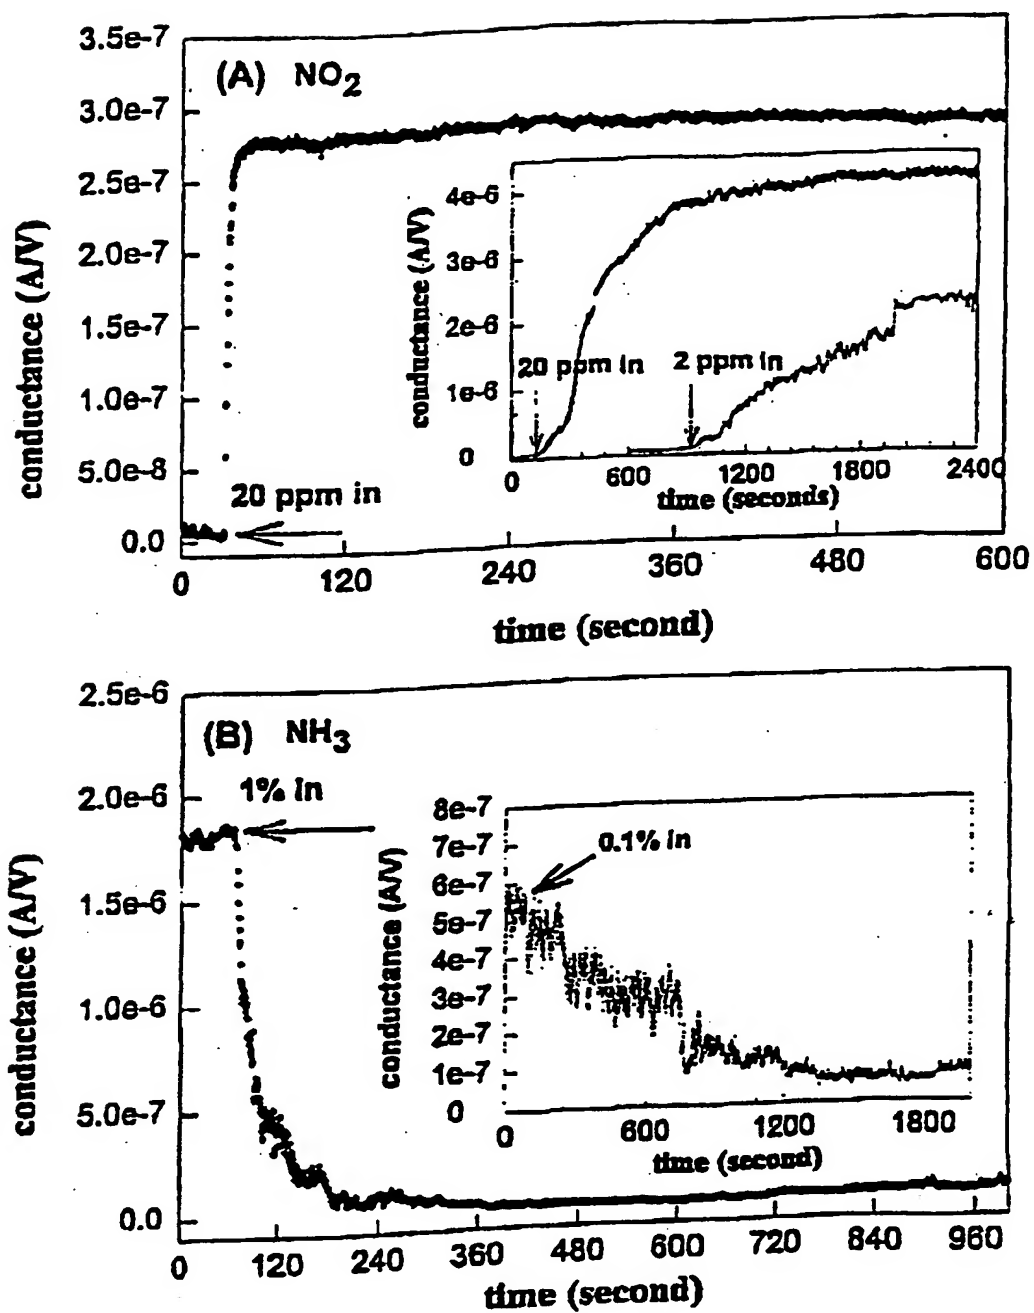 3.5e-7
(A) NO2
3.0e-7
2.5e-7
2.0e-7
1.5e-7
1.0e-7
5.0e-8
0.0
conductance (A/V)
20 ppm in
0 120 240 360 480 600
time (second)
4e-6
3e-6
2e-6
1e-6
0
conductance (A/V)
20 ppm in 2 ppm in
0 600 1200 1800 2400
time (seconds)
2.5e-6
(B) NH3
2.0e-6
1.5e-6
1.0e-6
5.0e-7
0.0
conductance (A/V)
1% in
0 120 240 360 480 600 720 840 960
time (second)
8e-7
7e-7
6e-7
5e-7
4e-7
3e-7
2e-7
1e-7
0
conductance (A/V)
0.1% in
0 600 1200 1800
time (second)